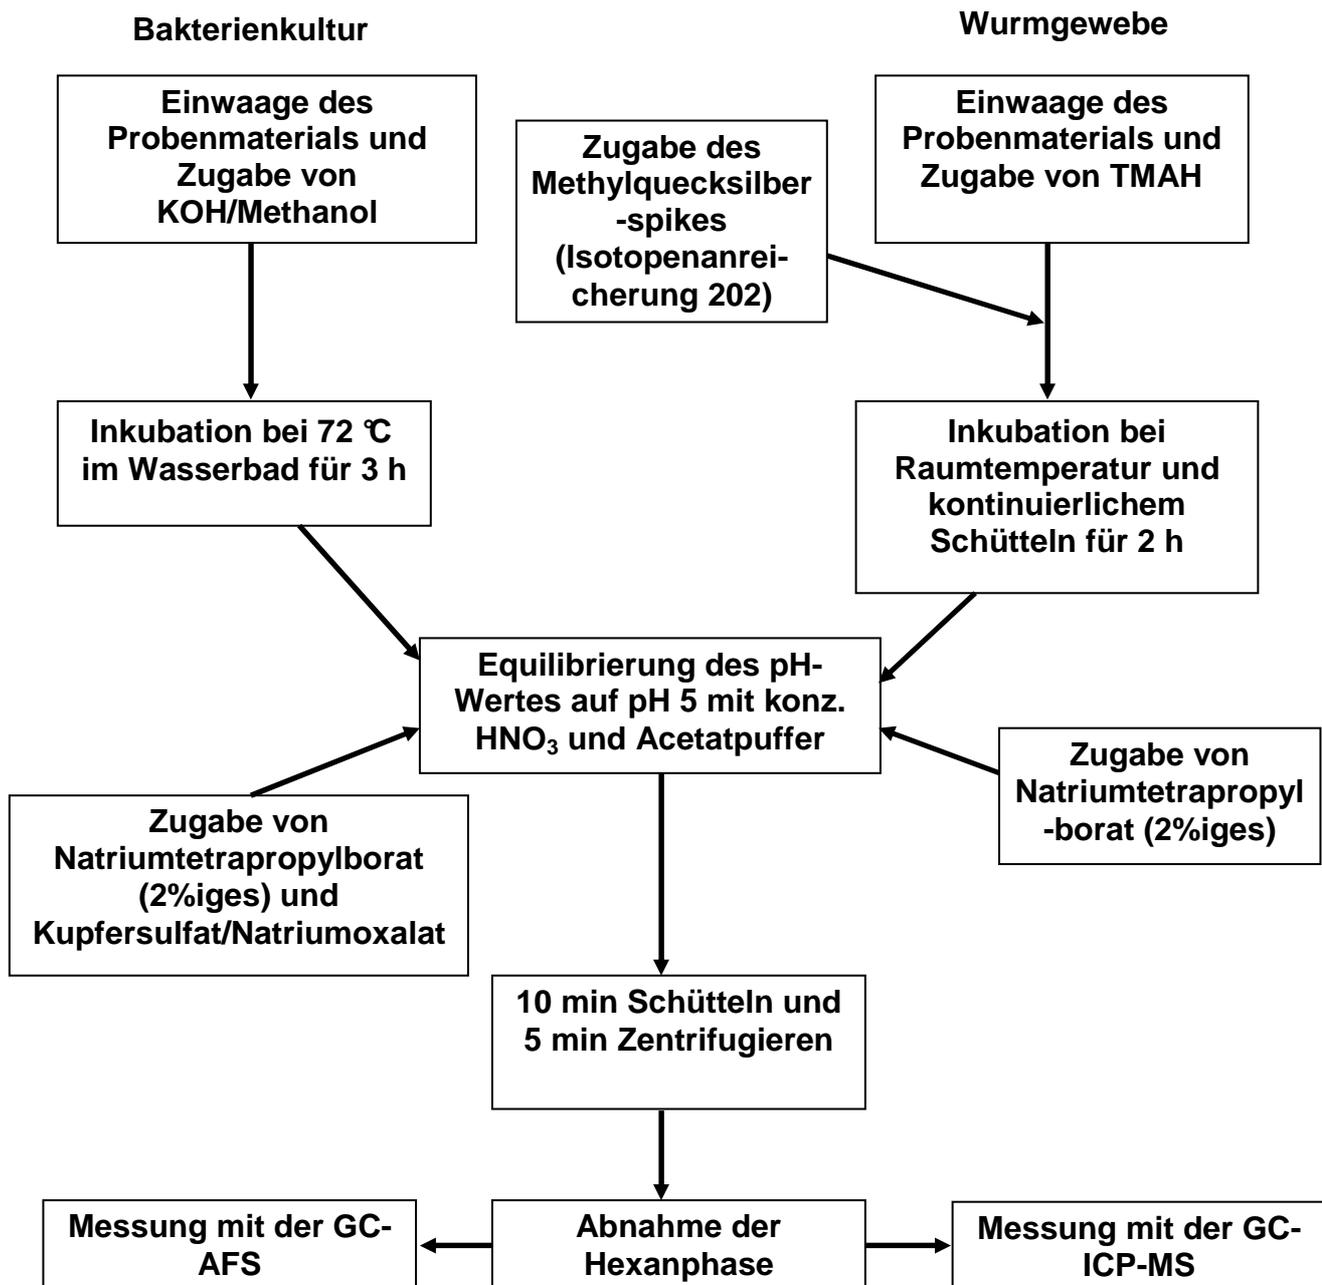 Bakterienkultur
Wurmgewebe
Einwaage des
Probenmaterials und
Zugabe von
KOH/Methanol
Zugabe des
Methylquecksilber
-spikes
(Isotopenanrei-
cherung 202)
Einwaage des
Probenmaterials und
Zugabe von TMAH
Inkubation bei 72 °C
im Wasserbad für 3 h
Inkubation bei
Raumtemperatur und
kontinuierlichem
Schütteln für 2 h
Equilibrierung des pH-
Wertes auf pH 5 mit konz.
HNO₃ und Acetatpuffer
Zugabe von
Natriumtetrapropylborat
(2%iges) und
Kupfersulfat/Natriumoxalat
Zugabe von
Natriumtetrapropyl
-borat (2%iges)
10 min Schütteln und
5 min Zentrifugieren
Messung mit der GC-
AFS
Abnahme der
Hexanphase
Messung mit der GC-
ICP-MS